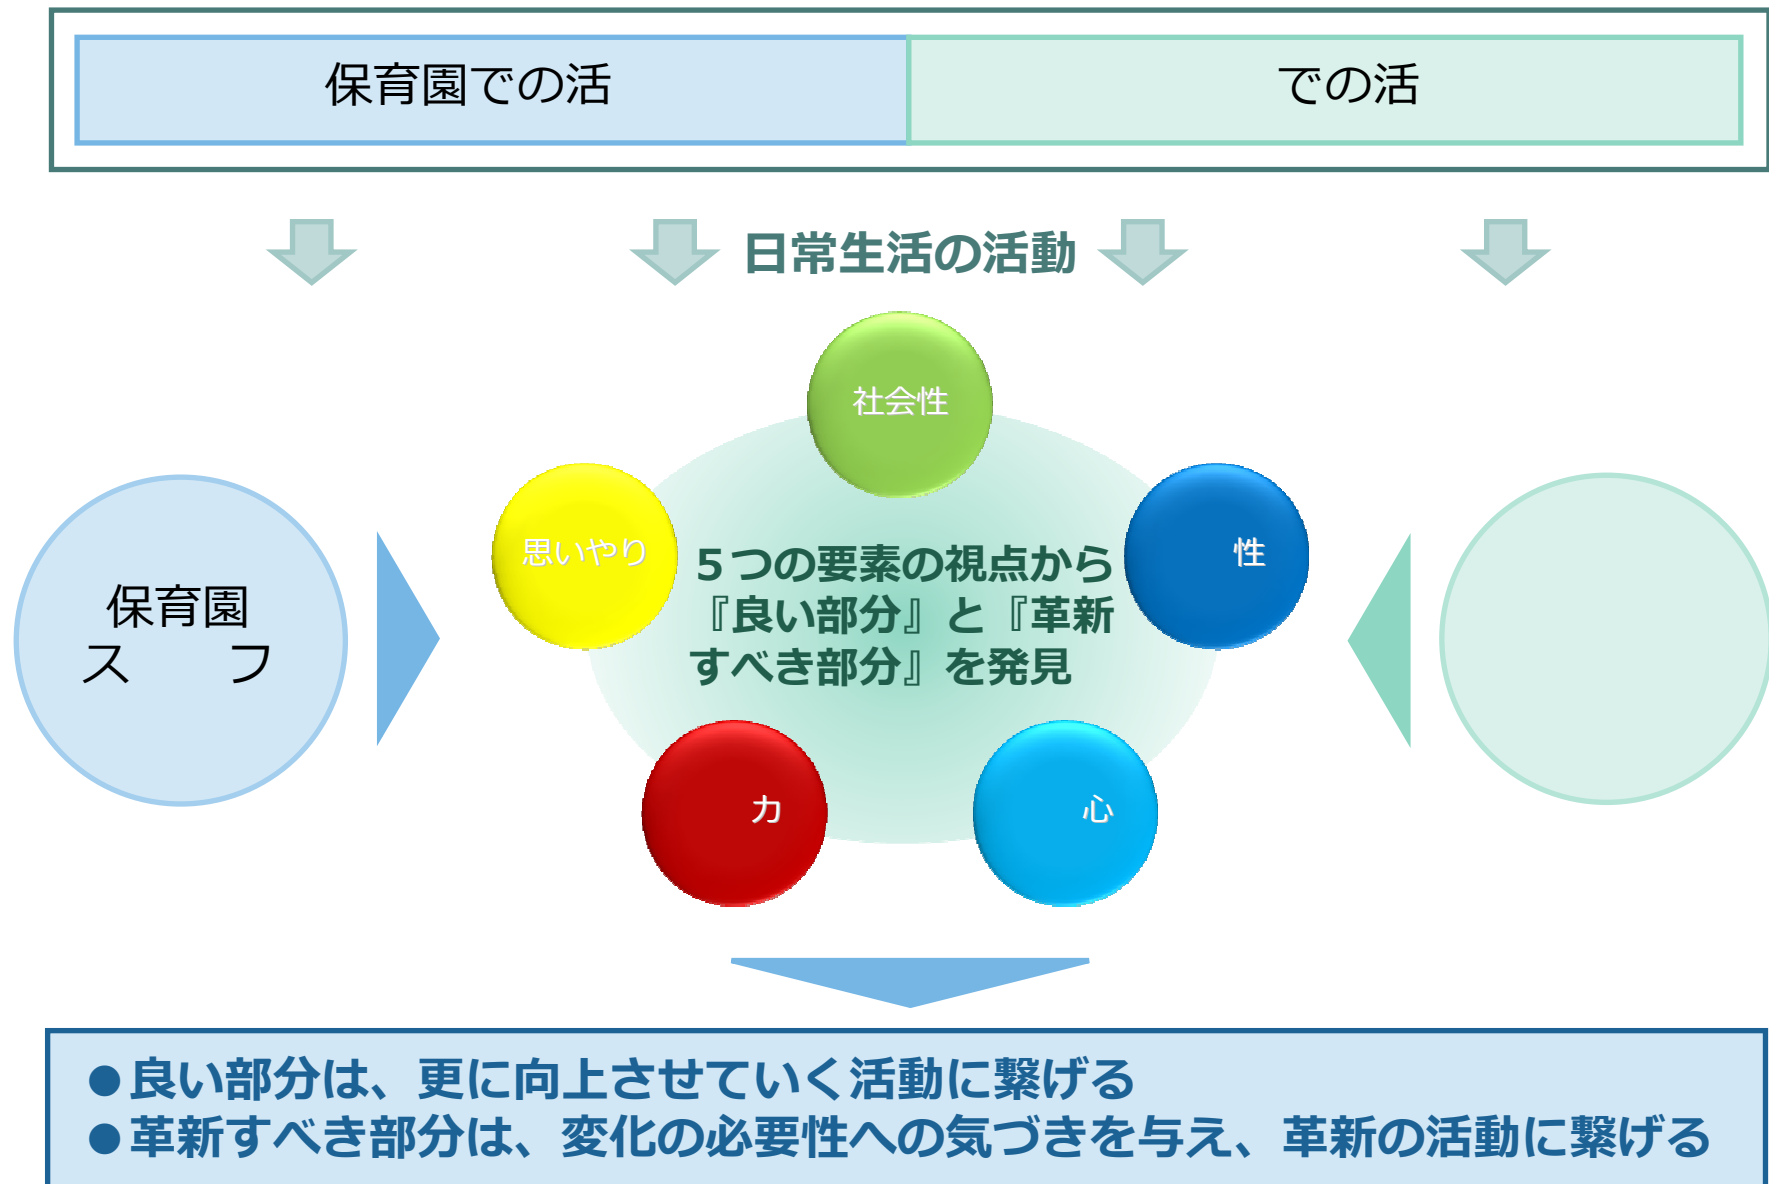 保育園での活
での活
日常生活の活動
社会性
思いやり
性
５つの要素の視点から
『良い部分』と『革新
すべき部分』を発見
保育園
ス　　フ
力
心
●良い部分は、更に向上させていく活動に繋げる
●革新すべき部分は、変化の必要性への気づきを与え、革新の活動に繋げる